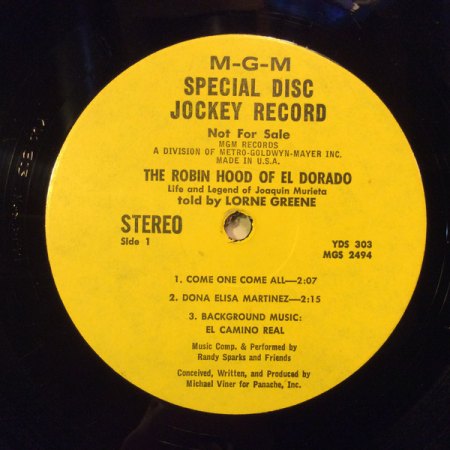 M-G-M
SPECIAL DISC
JOCKEY RECORD
Not For Sale
MGM RECORDS
A DIVISION OF METRO-GOLDWYN-MAYER INC.
MADE IN U.S.A.
THE ROBIN HOOD OF EL DORADO
Life and Legend of Joaquin Murieta
told by LORNE GREENE
STEREO
Side 1
YDS 303
MGS 2494
1. COME ONE COME ALL—2:07
2. DONA ELISA MARTINEZ—2:15
3. BACKGROUND MUSIC:
EL CAMINO REAL
Music Comp. & Performed by
Randy Sparks and Friends
Conceived, Written, and Produced by
Michael Viner for Panache, Inc.